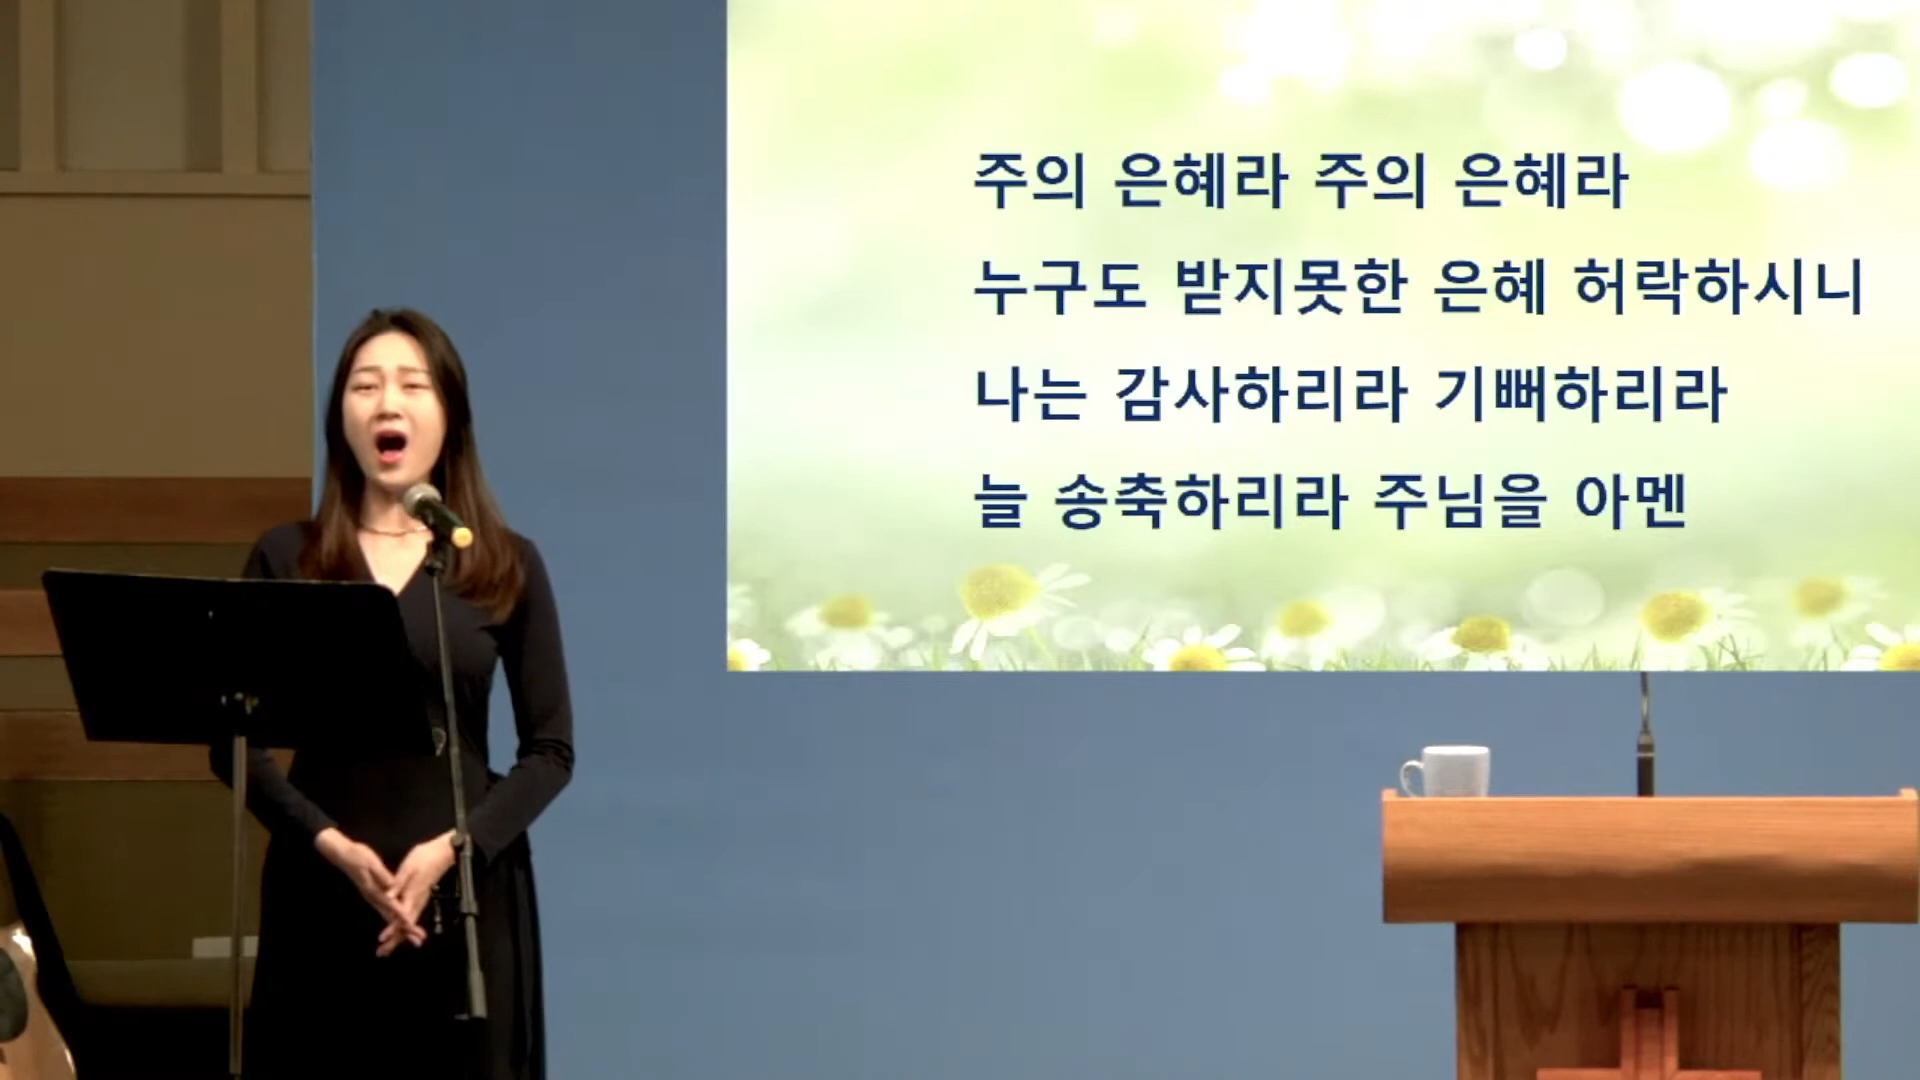 주의 은혜라 주의 은혜라
누구도 받지못한 은혜 허락하시니
나는 감사하리라 기뻐하리라
늘 송축하리라 주님을 아멘